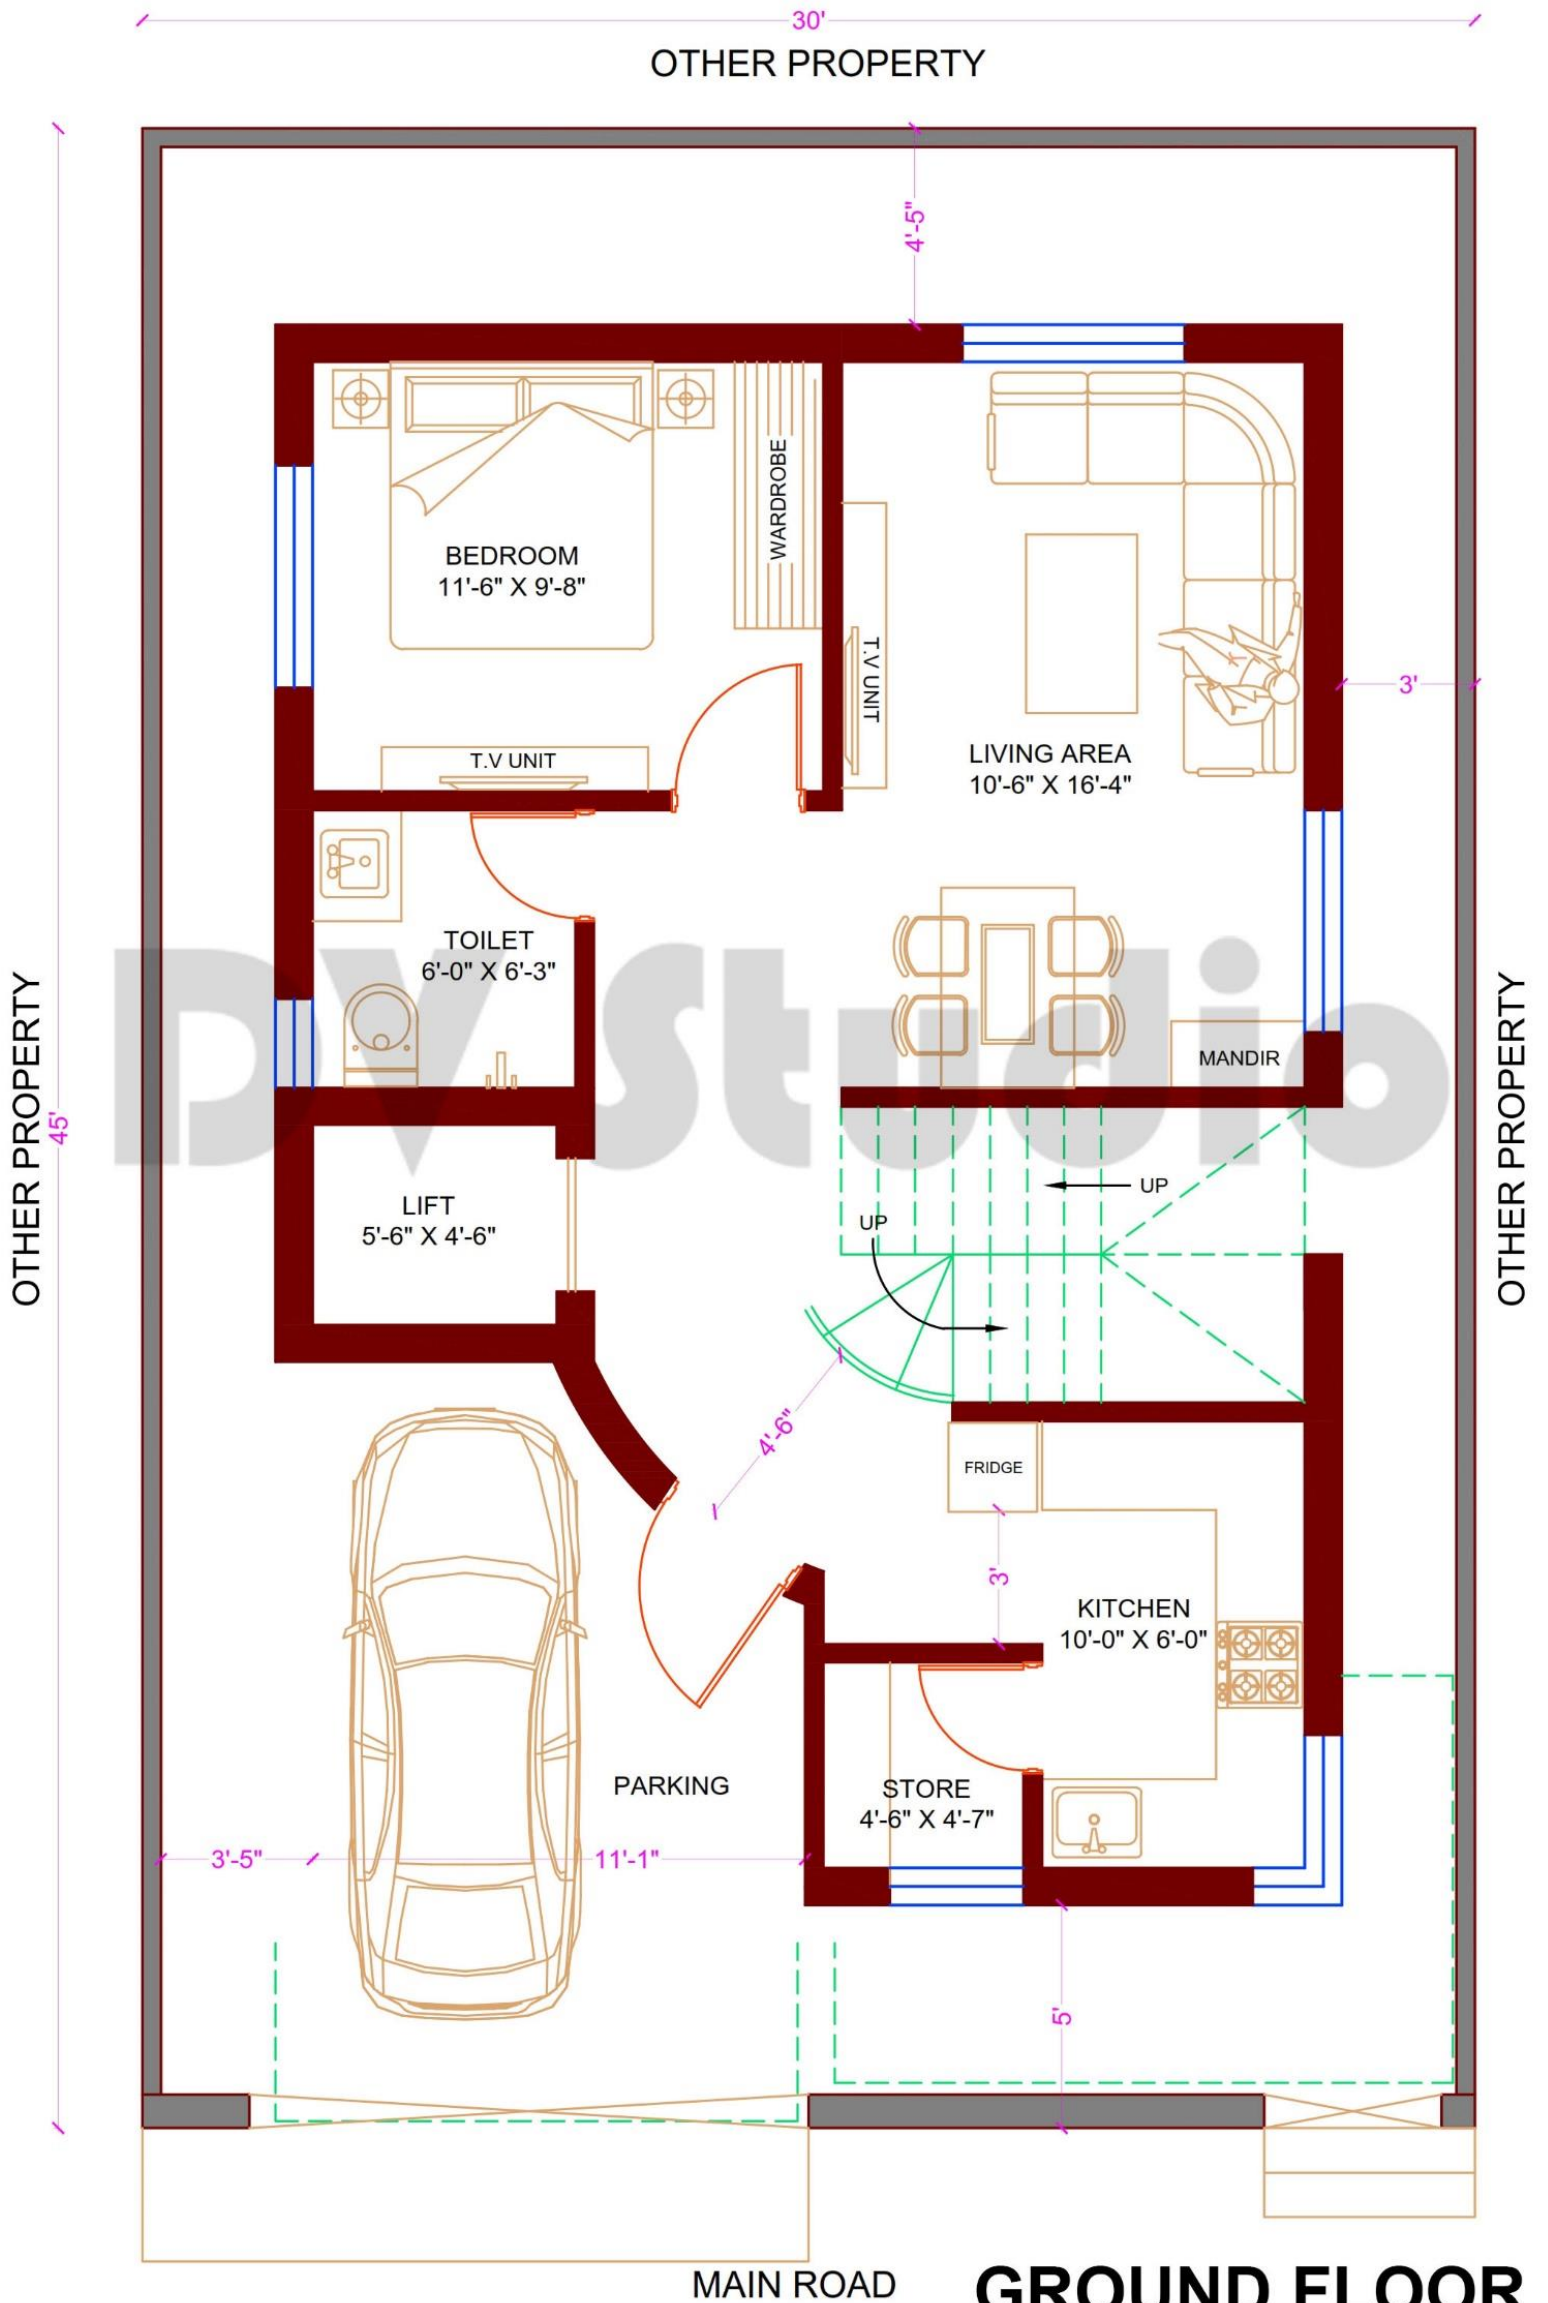 30'
OTHER PROPERTY
4'-5"
WARDROBE
BEDROOM
11'-6" X 9'-8"
T.V UNIT
3'
LIVING AREA
10'-6" X 16'-4"
T.V UNIT
TOILET
6'-0" X 6'-3"
DV Studio
OTHER PROPERTY
45'
OTHER PROPERTY
MANDIR
UP
LIFT
5'-6" X 4'-6"
UP
4'-6"
FRIDGE
3'
KITCHEN
10'-0" X 6'-0"
PARKING
STORE
4'-6" X 4'-7"
3'-5"
11'-1"
5'
MAIN ROAD
GROUND FLOOR